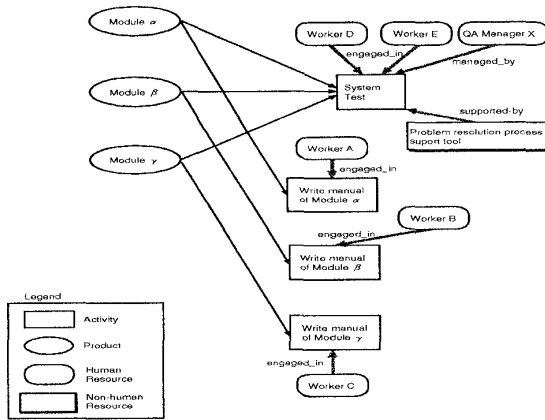 Module α
Worker D
Worker E
QA Manager X
engaged_in
managed_by
System
Test
Module β
supported-by
Problem resolution process
suport tool
Module γ
Worker A
engaged_in
Write manual
of Module α
Worker B
engaged_in
Write manual
of Module β
Legend
Activity
Product
Human
Resource
Non-human
Resource
Write manual
of Module γ
engaged_in
Worker C